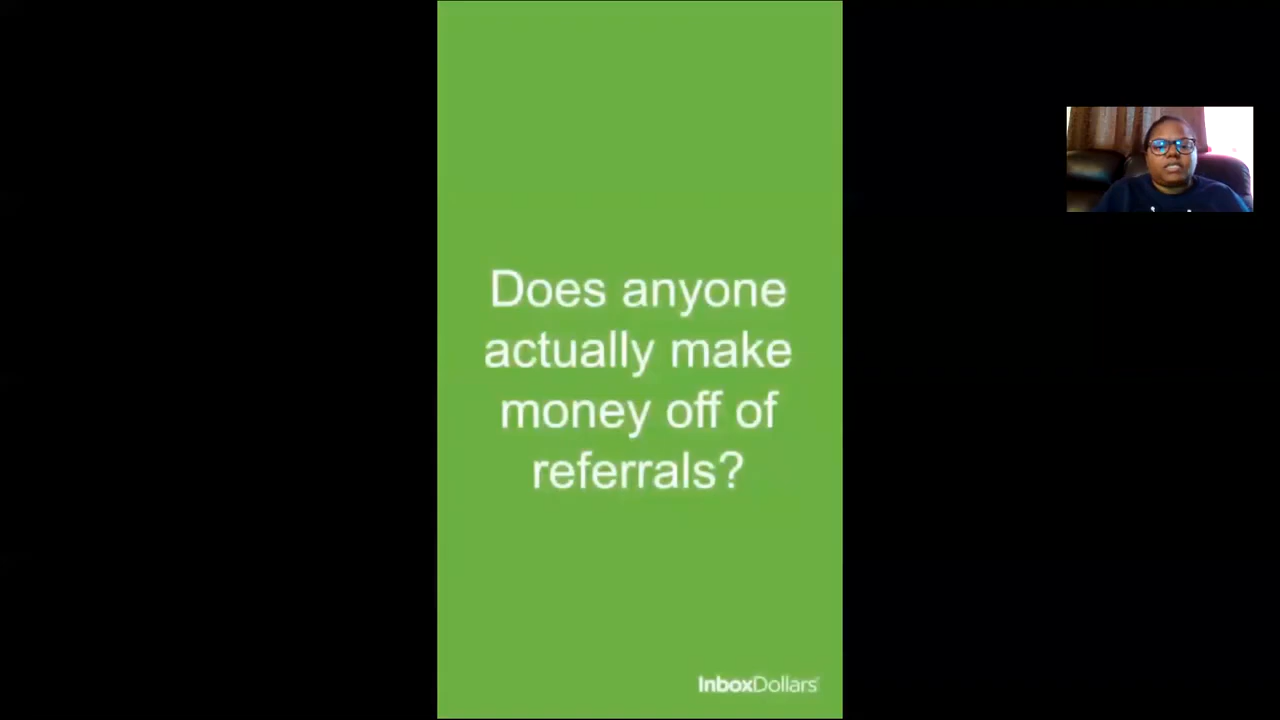 Does anyone
actually make
money off of
referrals?
InboxDollars